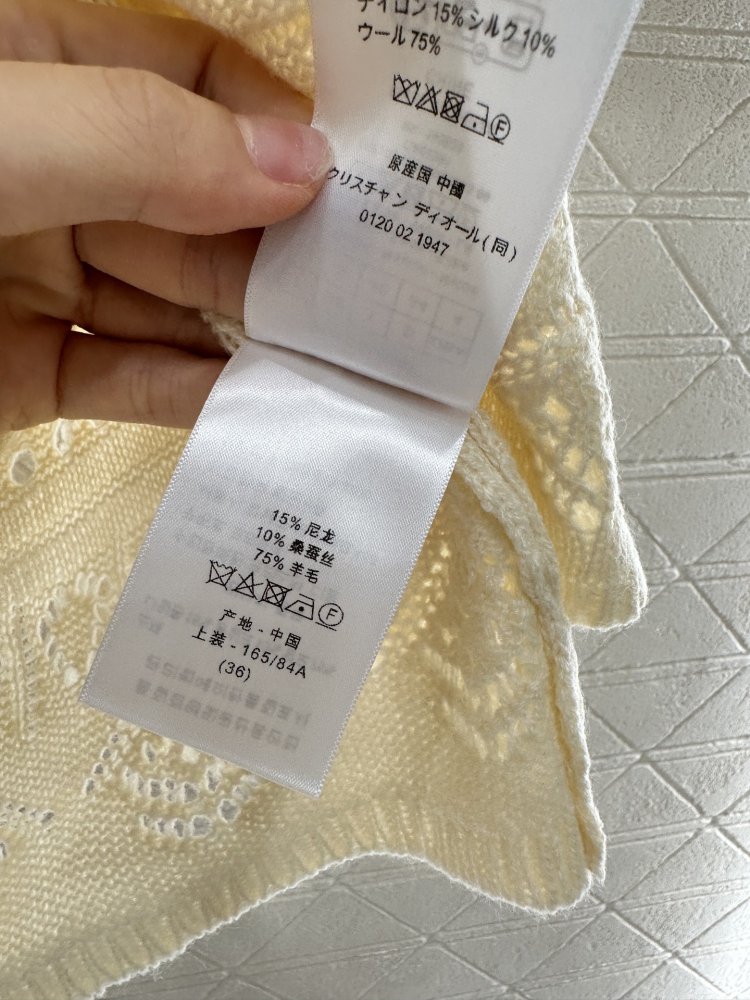 ナイロン 15% シルク 10%
ウール 75%
F
原産国 中國
クリスチャン ディオール(同)
0120 02 1947
15% 尼龙
10% 桑蚕丝
75% 羊毛
F
产地 - 中国
上装 - 165/84A
(36)